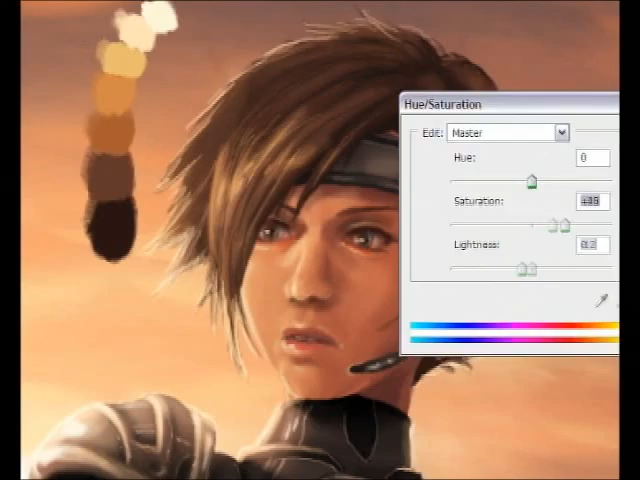 Hue/Saturation
Edit: Master
Hue: 0
Saturation:
Lightness: